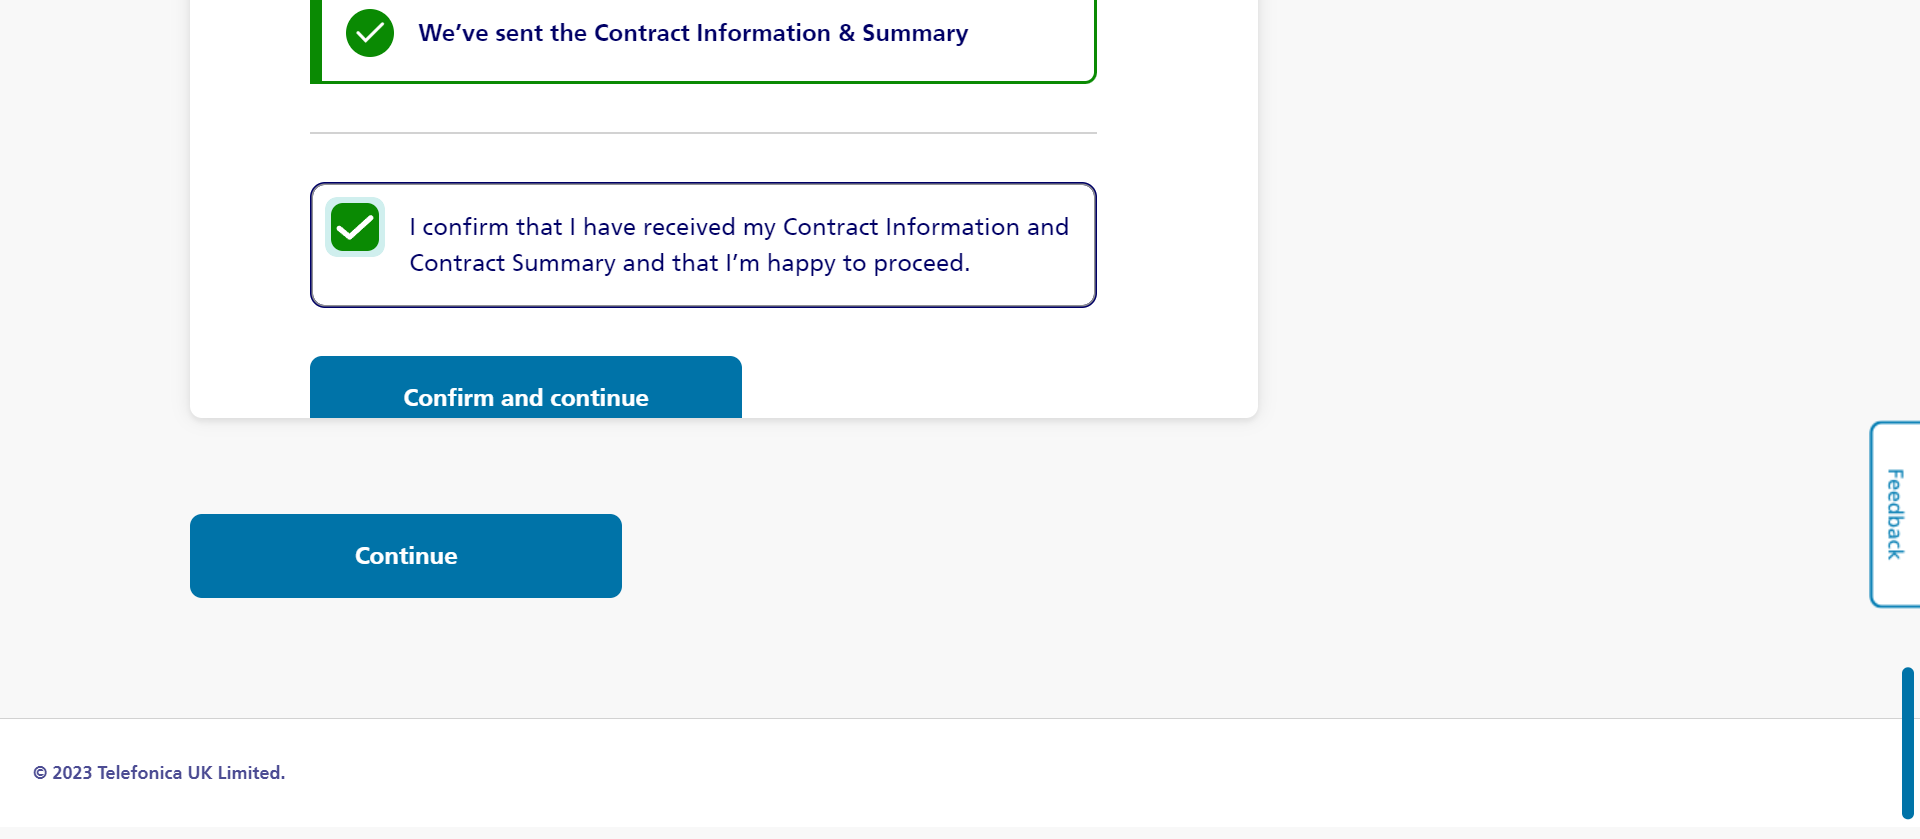 We’ve sent the Contract Information & Summary
I confirm that I have received my Contract Information and
Contract Summary and that I’m happy to proceed.
Confirm and continue
Continue
Feedback
© 2023 Telefonica UK Limited.